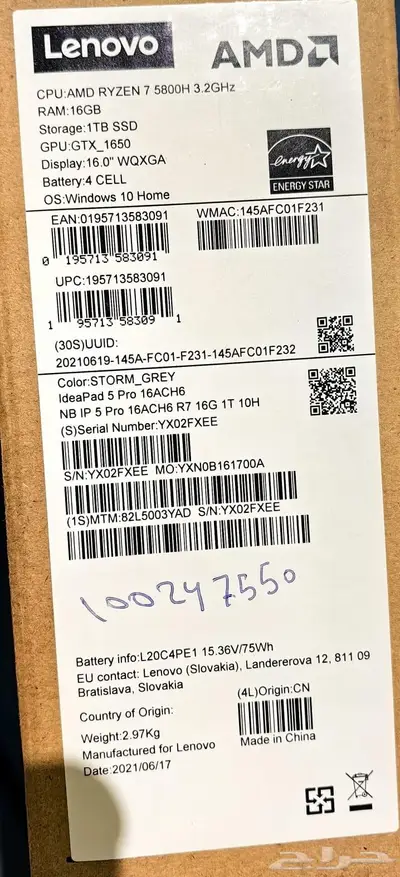 Lenovo
AMD
CPU:AMD RYZEN 7 5800H 3.2GHz
RAM:16GB
Storage:1TB SSD
GPU:GTX_1650
Display:16.0" WQXGA
Battery:4 CELL
OS:Windows 10 Home
energy
ENERGY STAR
EAN:0195713583091
0 195713 583091
WMAC:145AFC01F231
UPC:195713583091
1 95713 58309 1
(30S)UUID:
20210619-145A-FC01-F231-145AFC01F232
Color:STORM_GREY
IdeaPad 5 Pro 16ACH6
NB IP 5 Pro 16ACH6 R7 16G 1T 10H
(S)Serial Number:YX02FXEE
S/N:YX02FXEE MO:YXN0B161700A
(1S)MTM:82L5003YAD S/N:YX02FXEE
100247550
Battery info:L20C4PE1 15.36V/75Wh
EU contact: Lenovo (Slovakia), Landererova 12, 811 09
Bratislava, Slovakia
Country of Origin:
(4L)Origin:CN
Made in China
Weight:2.97Kg
Manufactured for Lenovo
Date:2021/06/17
حراج